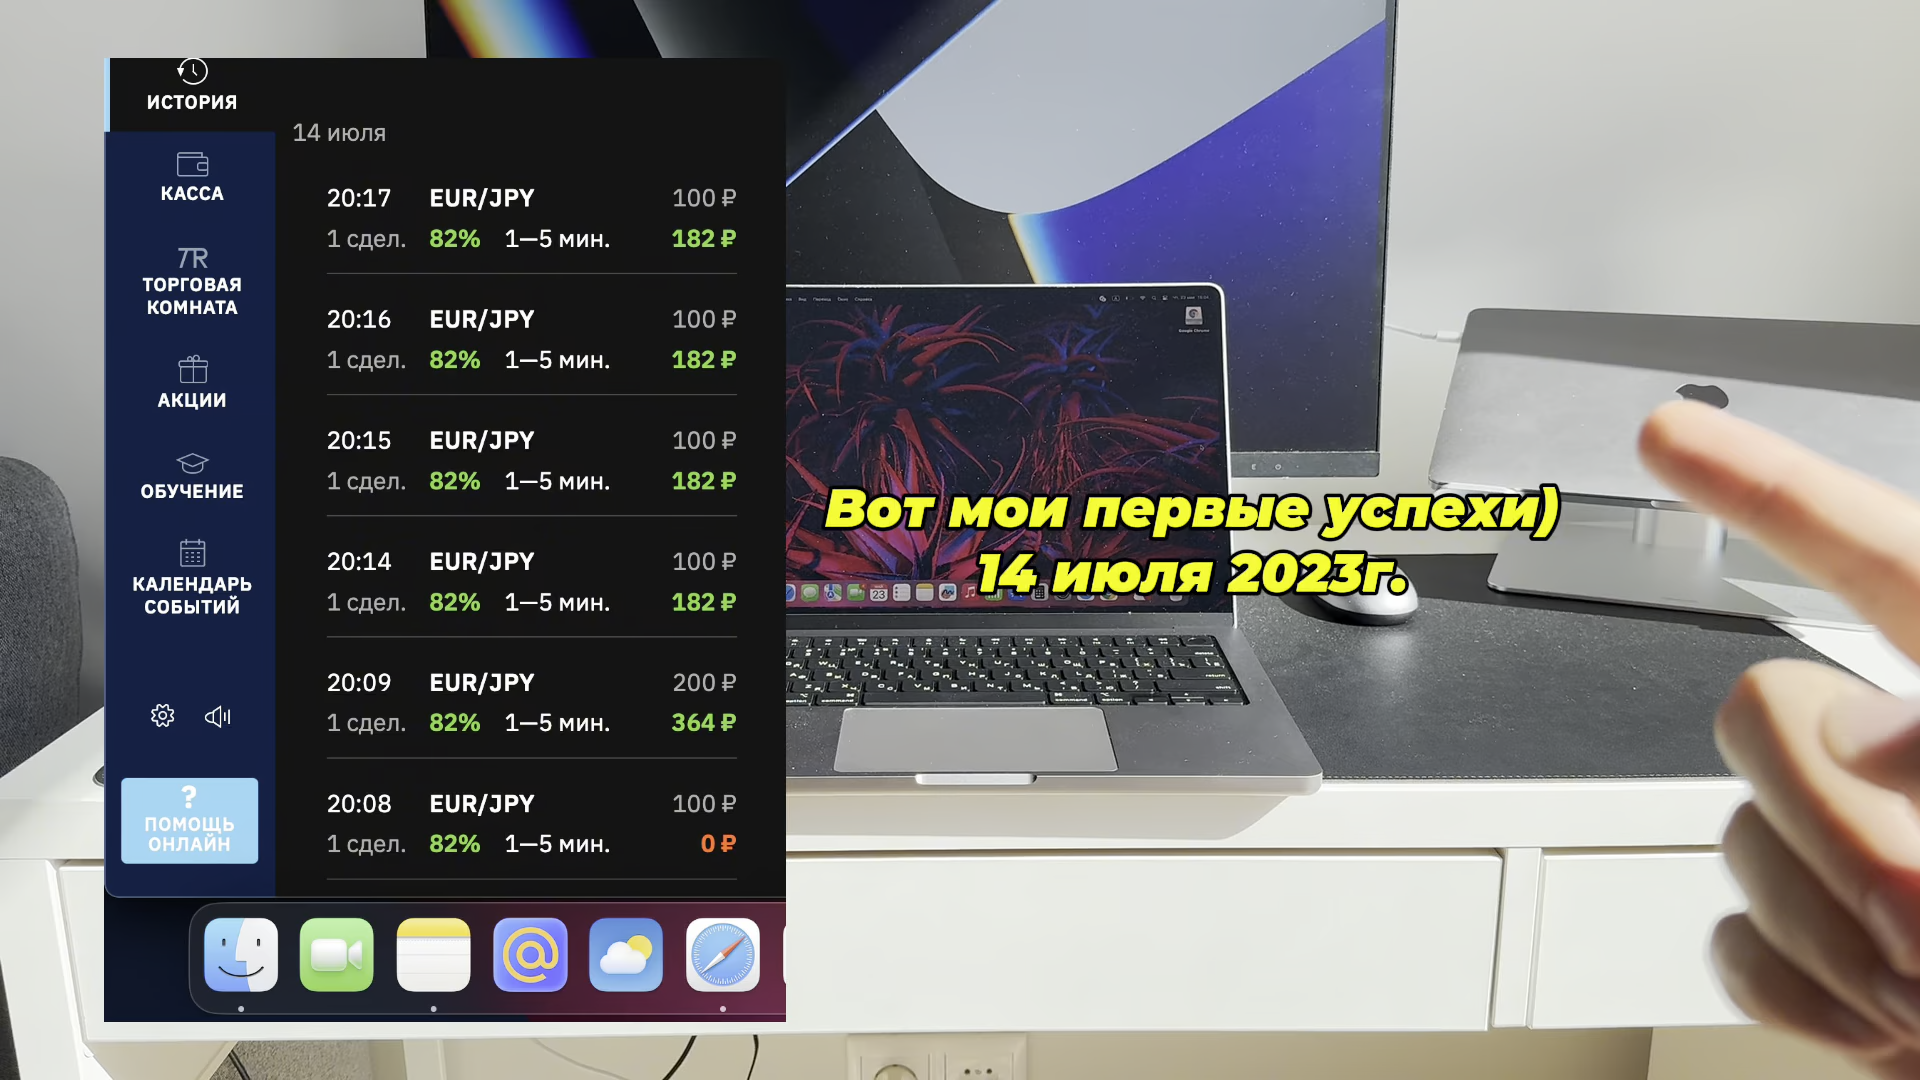 ИСТОРИЯ
КАССА
ТОРГОВАЯ
КОМНАТА
АКЦИИ
ОБУЧЕНИЕ
КАЛЕНДАРЬ
СОБЫТИЙ
?
ПОМОЩЬ
ОНЛАЙН
14 июля
20:17 EUR/JPY 100 ₽
1 сдел. 82% 1—5 мин. 182 ₽
20:16 EUR/JPY 100 ₽
1 сдел. 82% 1—5 мин. 182 ₽
20:15 EUR/JPY 100 ₽
1 сдел. 82% 1—5 мин. 182 ₽
20:14 EUR/JPY 100 ₽
1 сдел. 82% 1—5 мин. 182 ₽
20:09 EUR/JPY 200 ₽
1 сдел. 82% 1—5 мин. 364 ₽
20:08 EUR/JPY 100 ₽
1 сдел. 82% 1—5 мин. 0 ₽
Google Chrome
Вот мои первые успехи)
14 июля 2023г.
23